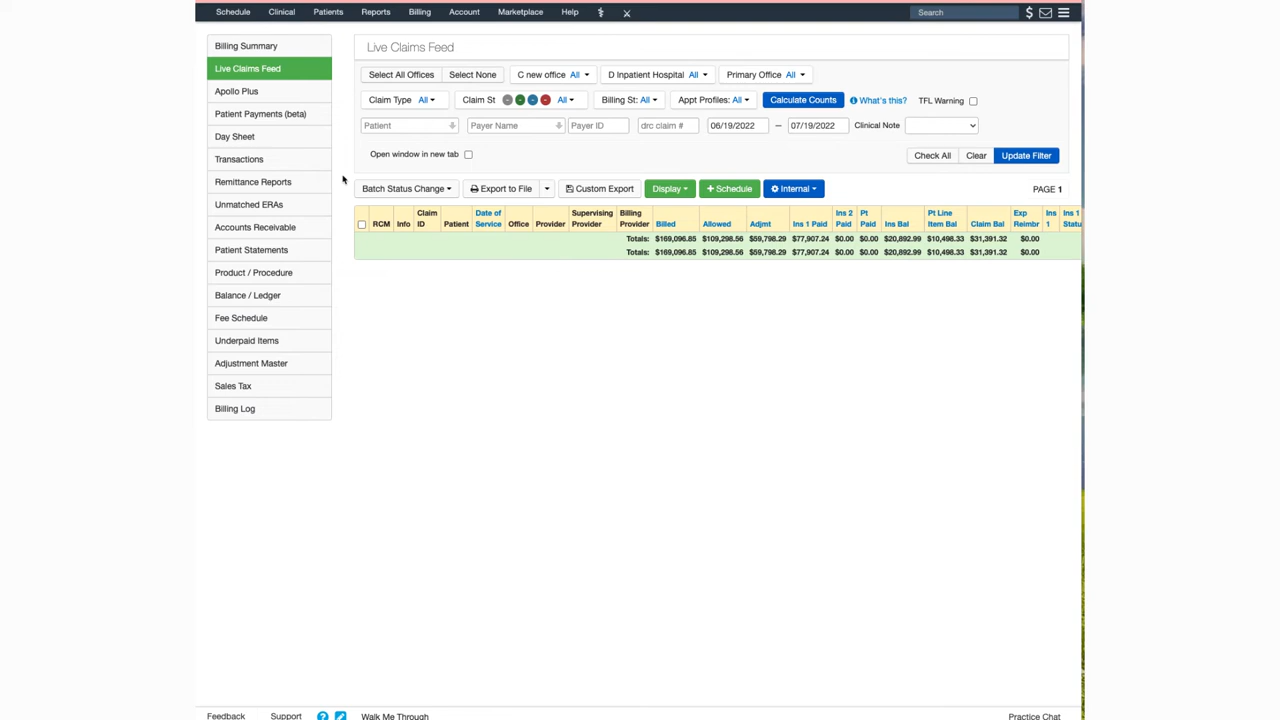 Schedule Clinical Patients Reports Billing Account Marketplace Help Search $
Billing Summary
Live Claims Feed
Apollo Plus
Patient Payments (beta)
Day Sheet
Transactions
Remittance Reports
Unmatched ERAs
Accounts Receivable
Patient Statements
Product / Procedure
Balance / Ledger
Fee Schedule
Underpaid Items
Adjustment Master
Sales Tax
Billing Log
Live Claims Feed
Select All Offices Select None C new office All D Inpatient Hospital All Primary Office All
Claim Type All Claim St All Billing St: All Appt Profiles: All Calculate Counts What's this? TFL Warning
Patient Payer Name Payer ID drc claim # 06/19/2022 — 07/19/2022 Clinical Note
Open window in new tab Check All Clear Update Filter
Batch Status Change Export to File Custom Export Display + Schedule Internal PAGE 1
RCM Info Claim ID Patient Date of Service Office Provider Supervising Provider Billing Provider Billed Allowed Adjmt Ins 1 Paid Ins 2 Paid Pt Paid Ins Bal Pt Line Item Bal Claim Bal Exp Reimbr Ins 1 Ins 1 Statu
Totals: $169,096.85 $109,298.56 $59,798.29 $77,907.24 $0.00 $0.00 $20,892.99 $10,498.33 $31,391.32 $0.00
Totals: $169,096.85 $109,298.56 $59,798.29 $77,907.24 $0.00 $0.00 $20,892.99 $10,498.33 $31,391.32 $0.00
Feedback Support ? Walk Me Through Practice Chat